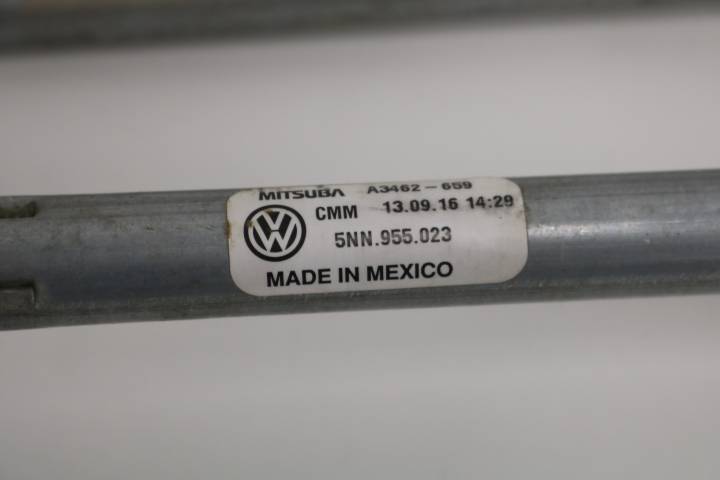 MITSUBA A3462-659
CMM 13.09.16 14:29
5NN.955.023
MADE IN MEXICO